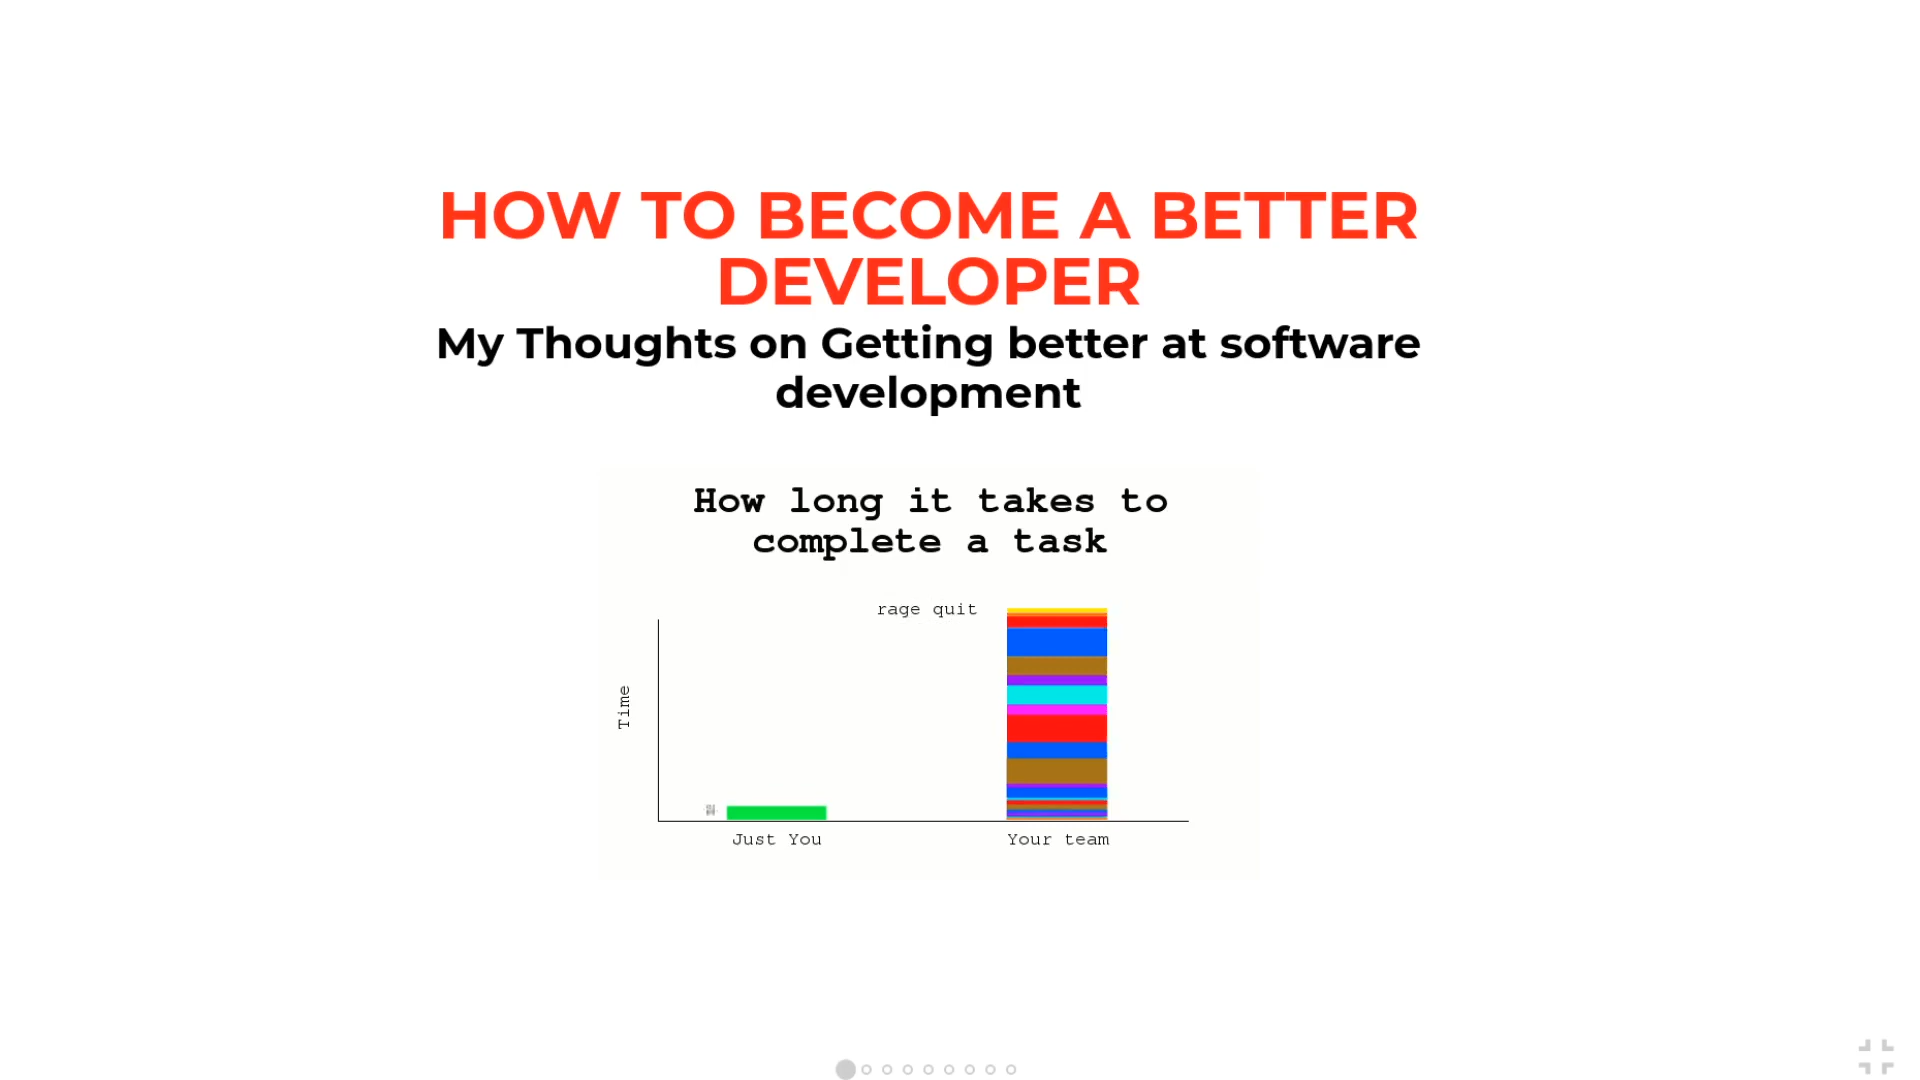 HOW TO BECOME A BETTER
DEVELOPER
My Thoughts on Getting better at software
development
How long it takes to
complete a task
rage quit
Time
Just You
Your team